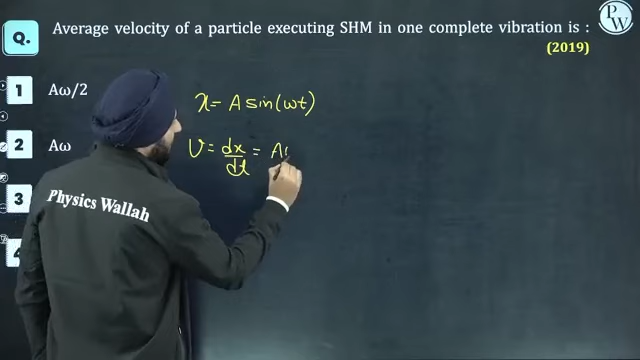 Q.
Average velocity of a particle executing SHM in one complete vibration is :
(2019)
P
W
1 Aω/2
2 Aω
3
x = A sin(ωt)
v = dx/dt = A
Physics Wallah